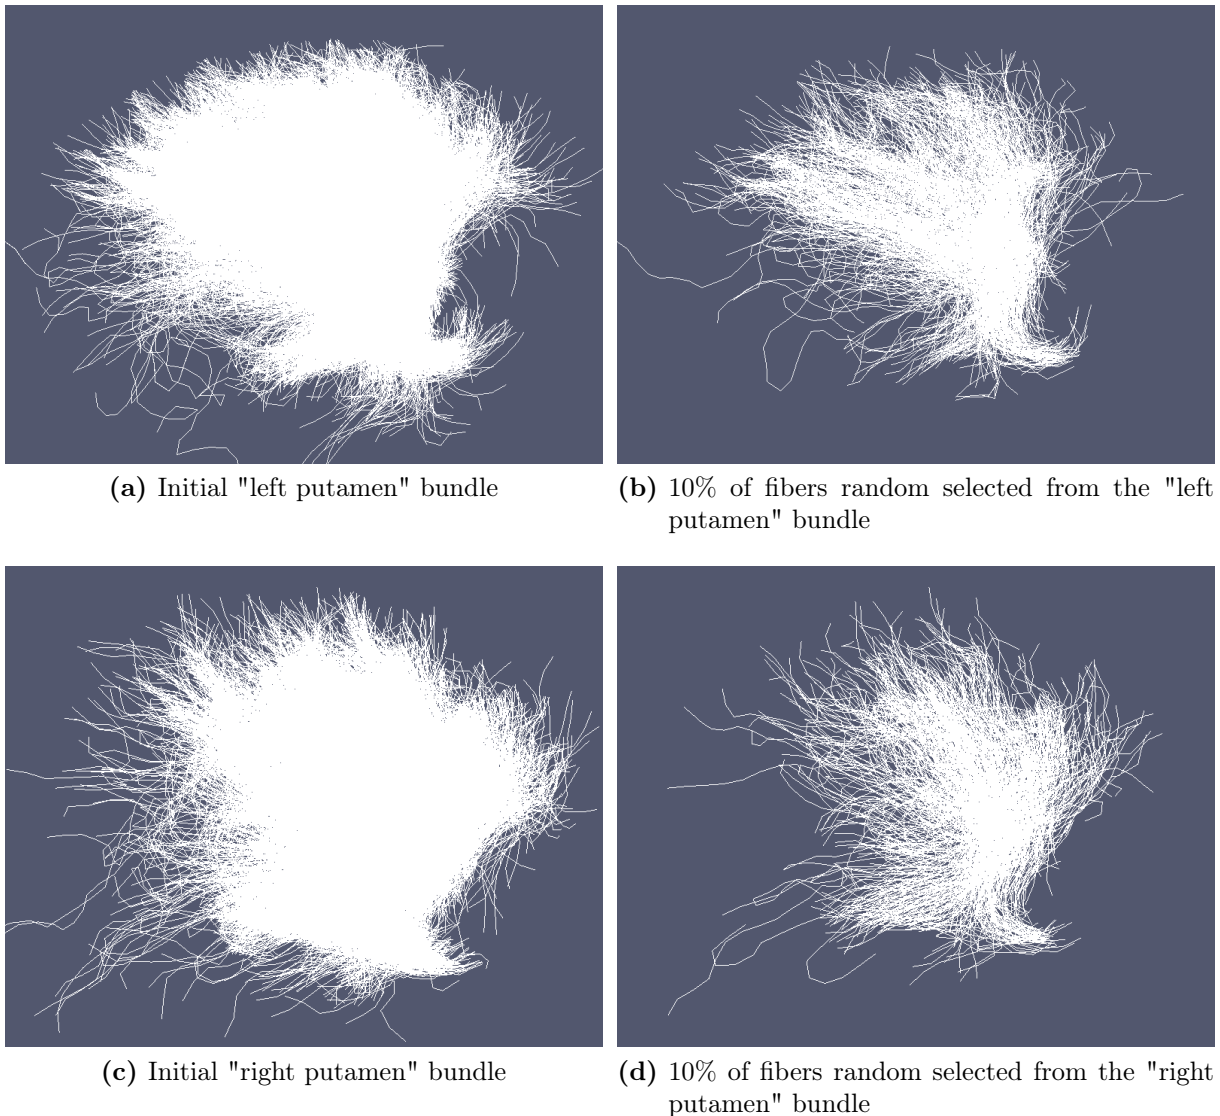 (a) Initial "left putamen" bundle
(b) 10% of fibers random selected from the "left
putamen" bundle
(c) Initial "right putamen" bundle
(d) 10% of fibers random selected from the "right
putamen" bundle